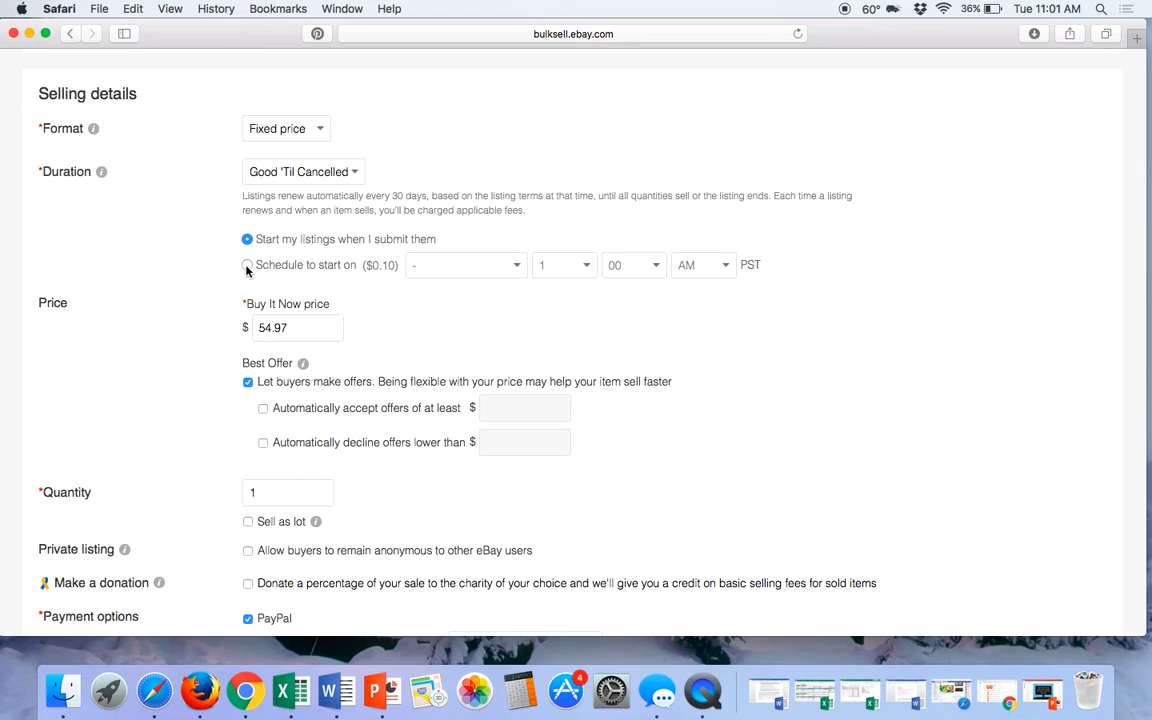 Safari File Edit View History Bookmarks Window Help 60° 36% Tue 11:01 AM
bulksell.ebay.com
Selling details
*Format Fixed price
*Duration Good 'Til Cancelled
Listings renew automatically every 30 days, based on the listing terms at that time, until all quantities sell or the listing ends. Each time a listing
renews and when an item sells, you'll be charged applicable fees.
Start my listings when I submit them
Schedule to start on ($0.10) - 1 00 AM PST
Price *Buy It Now price
$ 54.97
Best Offer
Let buyers make offers. Being flexible with your price may help your item sell faster
Automatically accept offers of at least $
Automatically decline offers lower than $
*Quantity 1
Sell as lot
Private listing Allow buyers to remain anonymous to other eBay users
Make a donation Donate a percentage of your sale to the charity of your choice and we'll give you a credit on basic selling fees for sold items
*Payment options PayPal
4